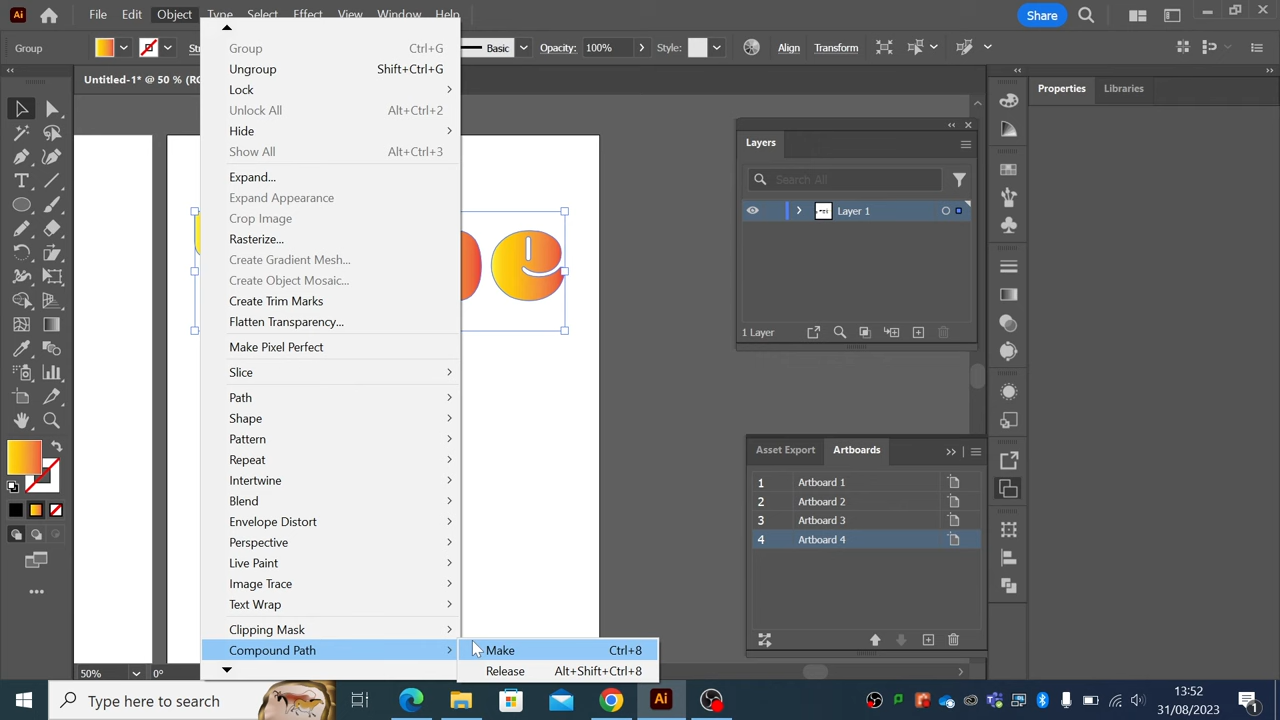 Ai File Edit Object Type Select Effect View Window Help Share
Group Basic Opacity: 100% Style: Align Transform
Untitled-1* @ 50 % (RG
Group Ctrl+G
Ungroup Shift+Ctrl+G
Lock
Unlock All Alt+Ctrl+2
Hide
Show All Alt+Ctrl+3
Expand...
Expand Appearance
Crop Image
Rasterize...
Create Gradient Mesh...
Create Object Mosaic...
Create Trim Marks
Flatten Transparency...
Make Pixel Perfect
Slice
Path
Shape
Pattern
Repeat
Intertwine
Blend
Envelope Distort
Perspective
Live Paint
Image Trace
Text Wrap
Clipping Mask
Compound Path
Make Ctrl+8
Release Alt+Shift+Ctrl+8
e
Properties Libraries
Layers
Search All
Layer 1
1 Layer
Asset Export Artboards
1 Artboard 1
2 Artboard 2
3 Artboard 3
4 Artboard 4
50% 0°
Type here to search
Ai
13:52
31/08/2023